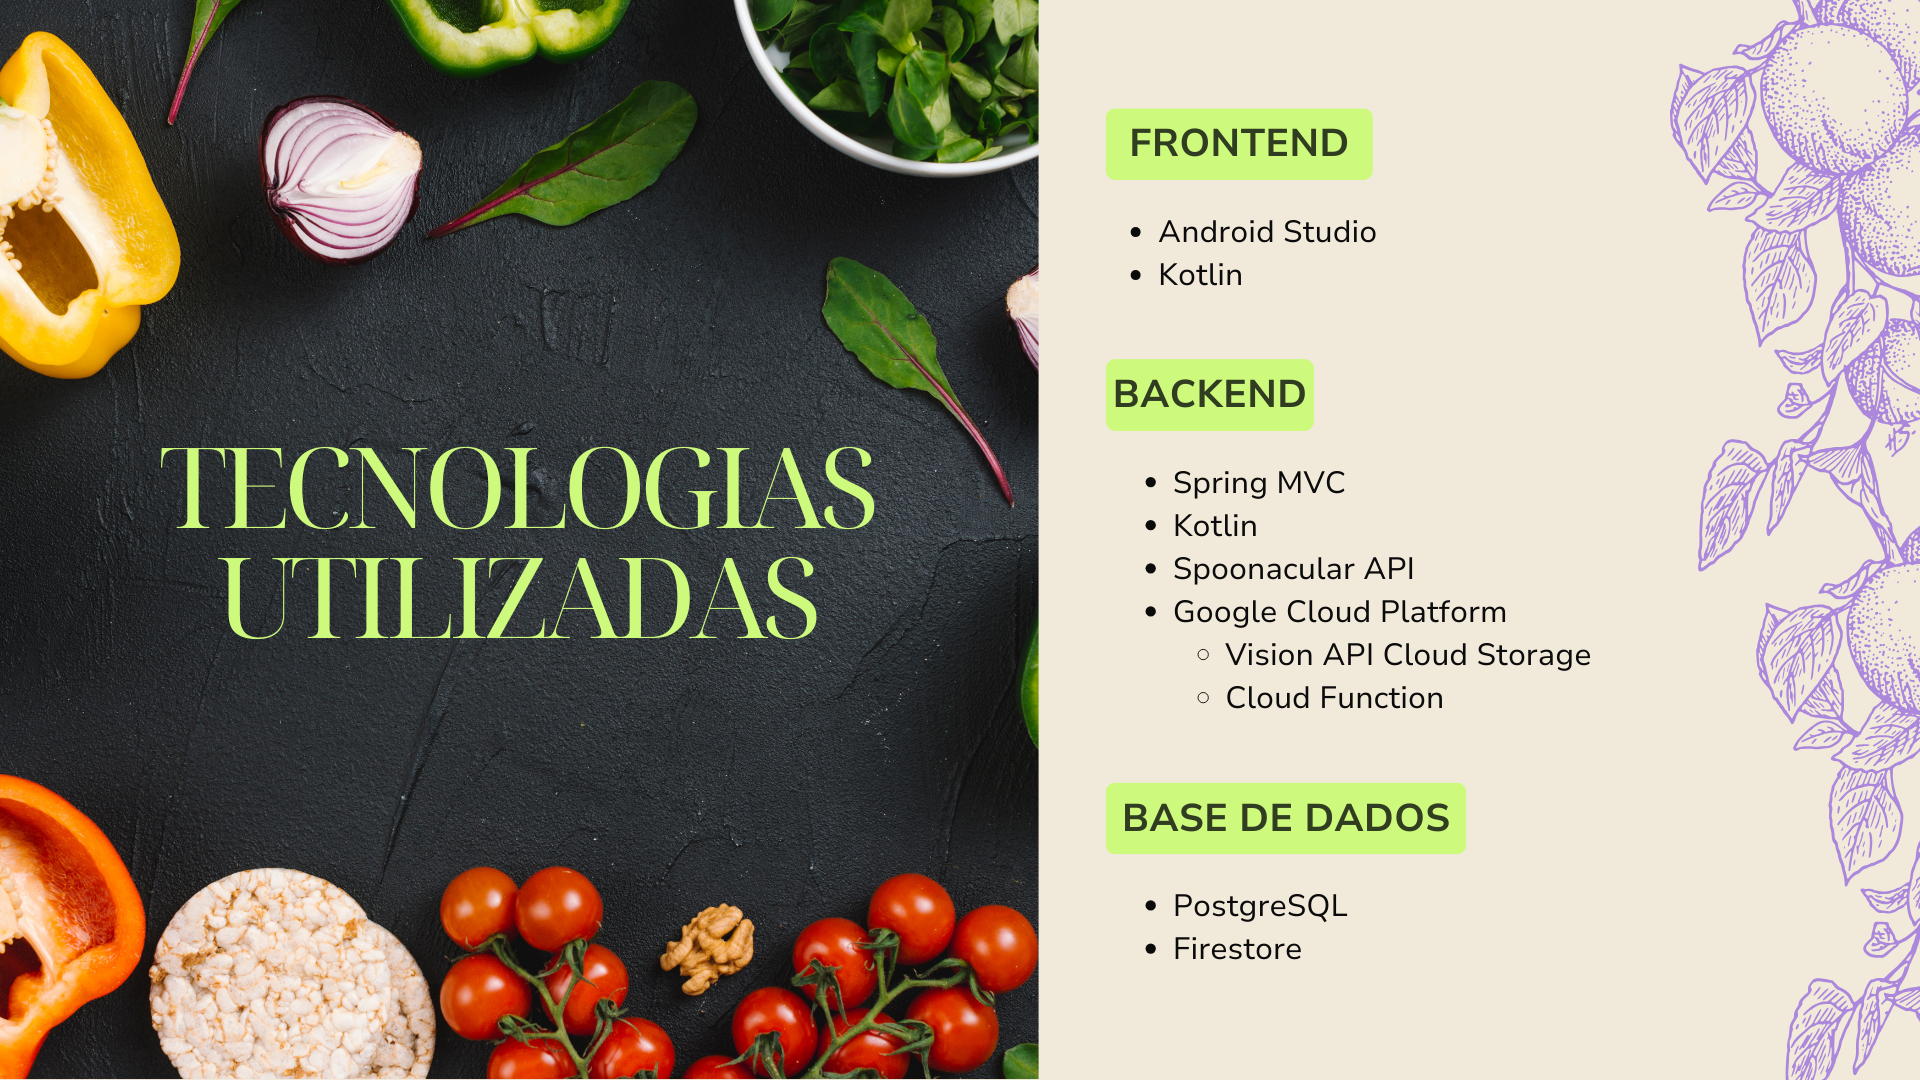 TECNOLOGIAS
UTILIZADAS
FRONTEND
Android Studio
Kotlin
BACKEND
Spring MVC
Kotlin
Spoonacular API
Google Cloud Platform
Vision API Cloud Storage
Cloud Function
BASE DE DADOS
PostgreSQL
Firestore